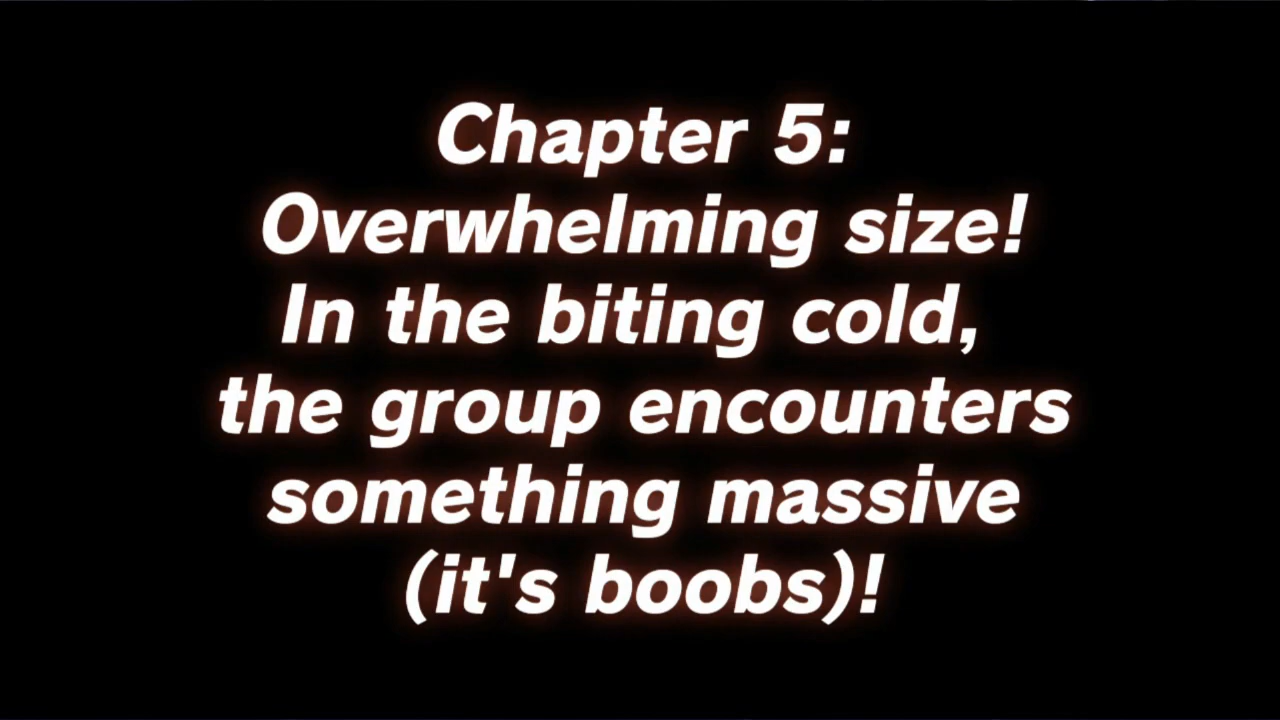 Chapter 5:
Overwhelming size!
In the biting cold,
the group encounters
something massive
(it's boobs)!